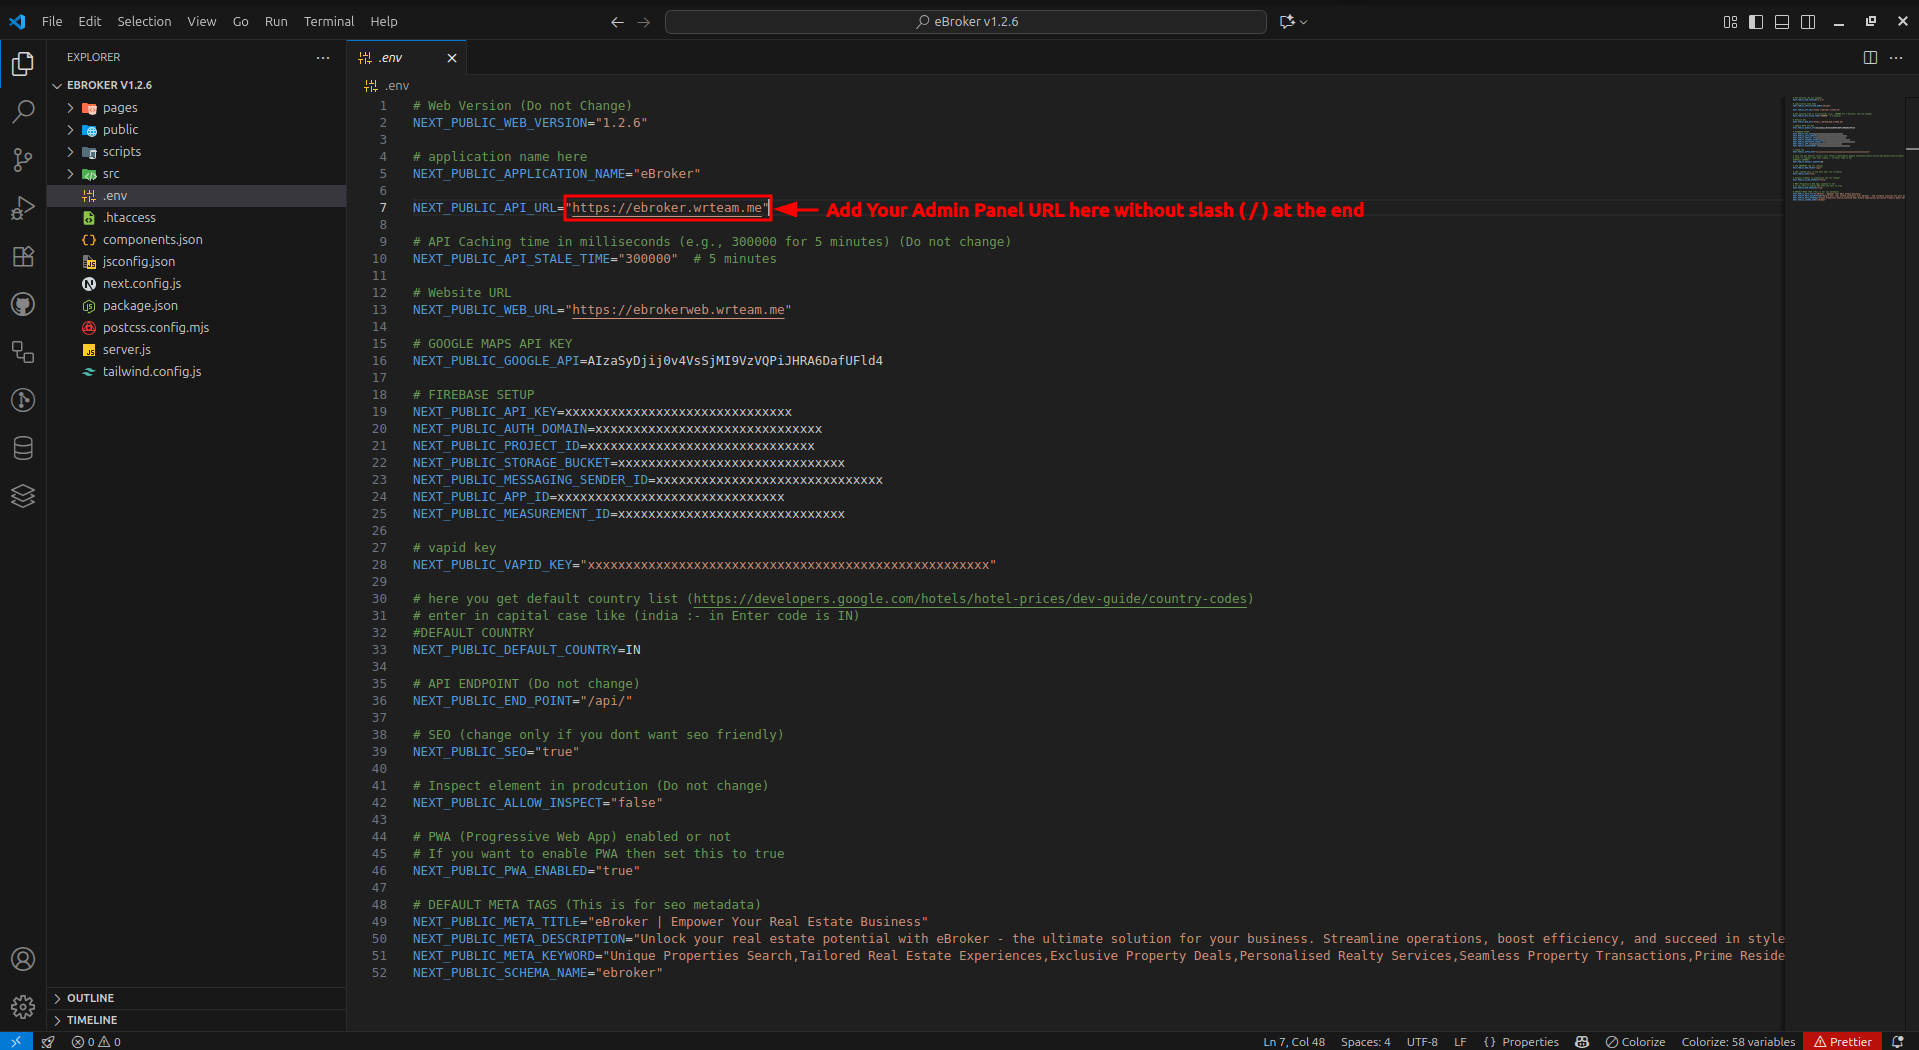 File Edit Selection View Go Run Terminal Help
eBroker v1.2.6
EXPLORER
EBROKER V1.2.6
pages
public
scripts
src
.env
.htaccess
components.json
jsconfig.json
next.config.js
package.json
postcss.config.mjs
server.js
tailwind.config.js
OUTLINE
TIMELINE
.env
.env
1 # Web Version (Do not Change)
2 NEXT_PUBLIC_WEB_VERSION="1.2.6"
3
4 # application name here
5 NEXT_PUBLIC_APPLICATION_NAME="eBroker"
6
7 NEXT_PUBLIC_API_URL="https://ebroker.wrteam.me" Add Your Admin Panel URL here without slash ( / ) at the end
8
9 # API Caching time in milliseconds (e.g., 300000 for 5 minutes) (Do not change)
10 NEXT_PUBLIC_API_STALE_TIME="300000"  # 5 minutes
11
12 # Website URL
13 NEXT_PUBLIC_WEB_URL="https://ebrokerweb.wrteam.me"
14
15 # GOOGLE MAPS API KEY
16 NEXT_PUBLIC_GOOGLE_API=AIzaSyDjij0v4VsSjMI9VzVQPiJHRA6DafUFld4
17
18 # FIREBASE SETUP
19 NEXT_PUBLIC_API_KEY=xxxxxxxxxxxxxxxxxxxxxxxxxxxxxx
20 NEXT_PUBLIC_AUTH_DOMAIN=xxxxxxxxxxxxxxxxxxxxxxxxxxxxxx
21 NEXT_PUBLIC_PROJECT_ID=xxxxxxxxxxxxxxxxxxxxxxxxxxxxxx
22 NEXT_PUBLIC_STORAGE_BUCKET=xxxxxxxxxxxxxxxxxxxxxxxxxxxxxx
23 NEXT_PUBLIC_MESSAGING_SENDER_ID=xxxxxxxxxxxxxxxxxxxxxxxxxxxxxx
24 NEXT_PUBLIC_APP_ID=xxxxxxxxxxxxxxxxxxxxxxxxxxxxxx
25 NEXT_PUBLIC_MEASUREMENT_ID=xxxxxxxxxxxxxxxxxxxxxxxxxxxxxx
26
27 # vapid key
28 NEXT_PUBLIC_VAPID_KEY="xxxxxxxxxxxxxxxxxxxxxxxxxxxxxxxxxxxxxxxxxxxxxxxxxxxxx"
29
30 # here you get default country list (https://developers.google.com/hotels/hotel-prices/dev-guide/country-codes)
31 # enter in capital case like (india :- in Enter code is IN)
32 #DEFAULT COUNTRY
33 NEXT_PUBLIC_DEFAULT_COUNTRY=IN
34
35 # API ENDPOINT (Do not change)
36 NEXT_PUBLIC_END_POINT="/api/"
37
38 # SEO (change only if you dont want seo friendly)
39 NEXT_PUBLIC_SEO="true"
40
41 # Inspect element in prodcution (Do not change)
42 NEXT_PUBLIC_ALLOW_INSPECT="false"
43
44 # PWA (Progressive Web App) enabled or not
45 # If you want to enable PWA then set this to true
46 NEXT_PUBLIC_PWA_ENABLED="true"
47
48 # DEFAULT META TAGS (This is for seo metadata)
49 NEXT_PUBLIC_META_TITLE="eBroker | Empower Your Real Estate Business"
50 NEXT_PUBLIC_META_DESCRIPTION="Unlock your real estate potential with eBroker - the ultimate solution for your business. Streamline operations, boost efficiency, and succeed in style
51 NEXT_PUBLIC_META_KEYWORD="Unique Properties Search,Tailored Real Estate Experiences,Exclusive Property Deals,Personalised Realty Services,Seamless Property Transactions,Prime Reside
52 NEXT_PUBLIC_SCHEMA_NAME="ebroker"
0 0 Ln 7, Col 48 Spaces: 4 UTF-8 LF { } Properties Colorize Colorize: 58 variables Prettier